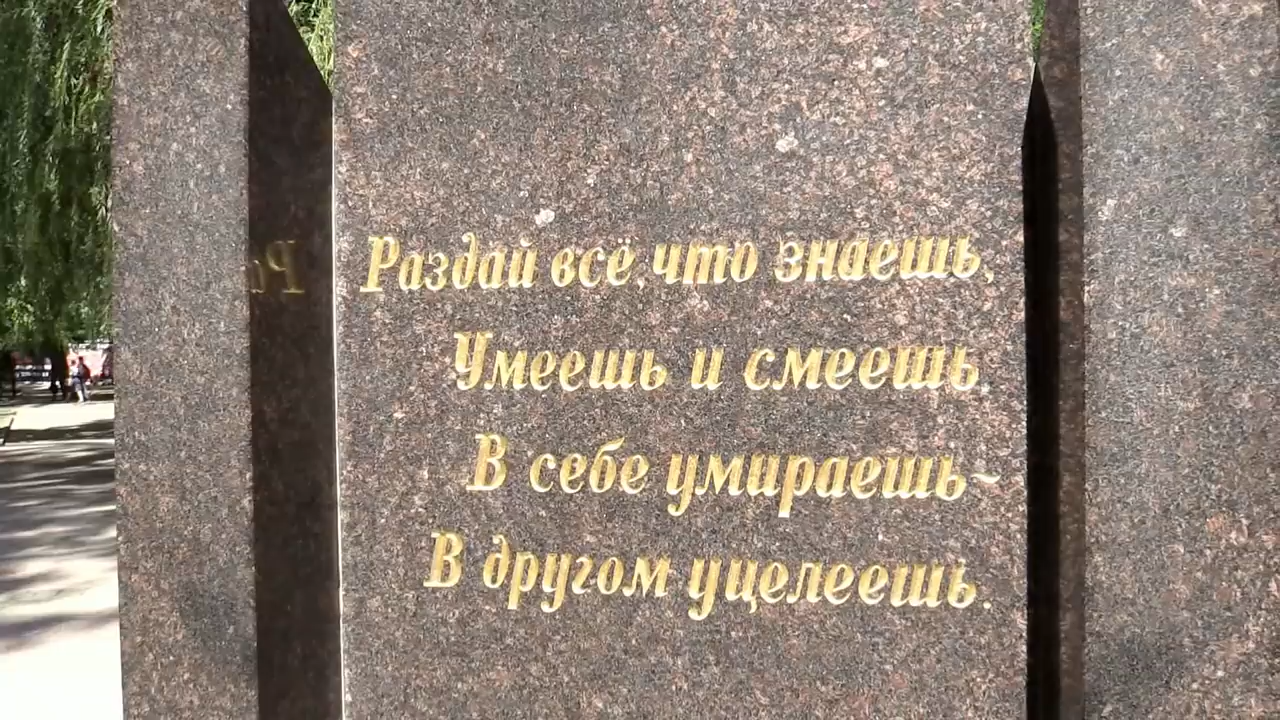 Раздай всё, что знаешь,
Умеешь и смеешь.
В себе умираешь-
В другом уцелеешь.